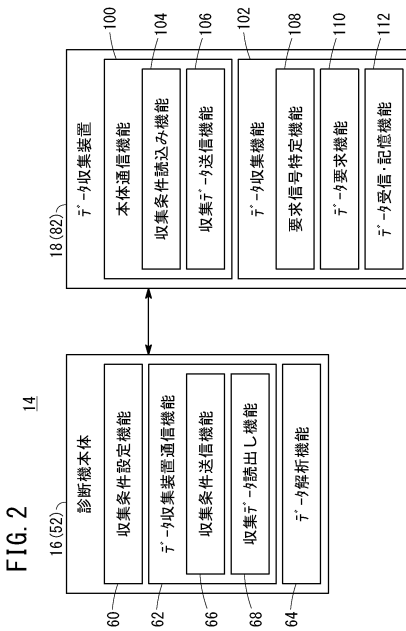 FIG. 2
14
16(52)
診断機本体
60
収集条件設定機能
62
データ収集装置通信機能
66
収集条件送信機能
68
収集データ読出し機能
64
データ解析機能
18(82)
データ収集装置
100
本体通信機能
104
収集条件読込み機能
106
収集データ送信機能
102
データ収集機能
108
要求信号特定機能
110
データ要求機能
112
データ受信・記憶機能